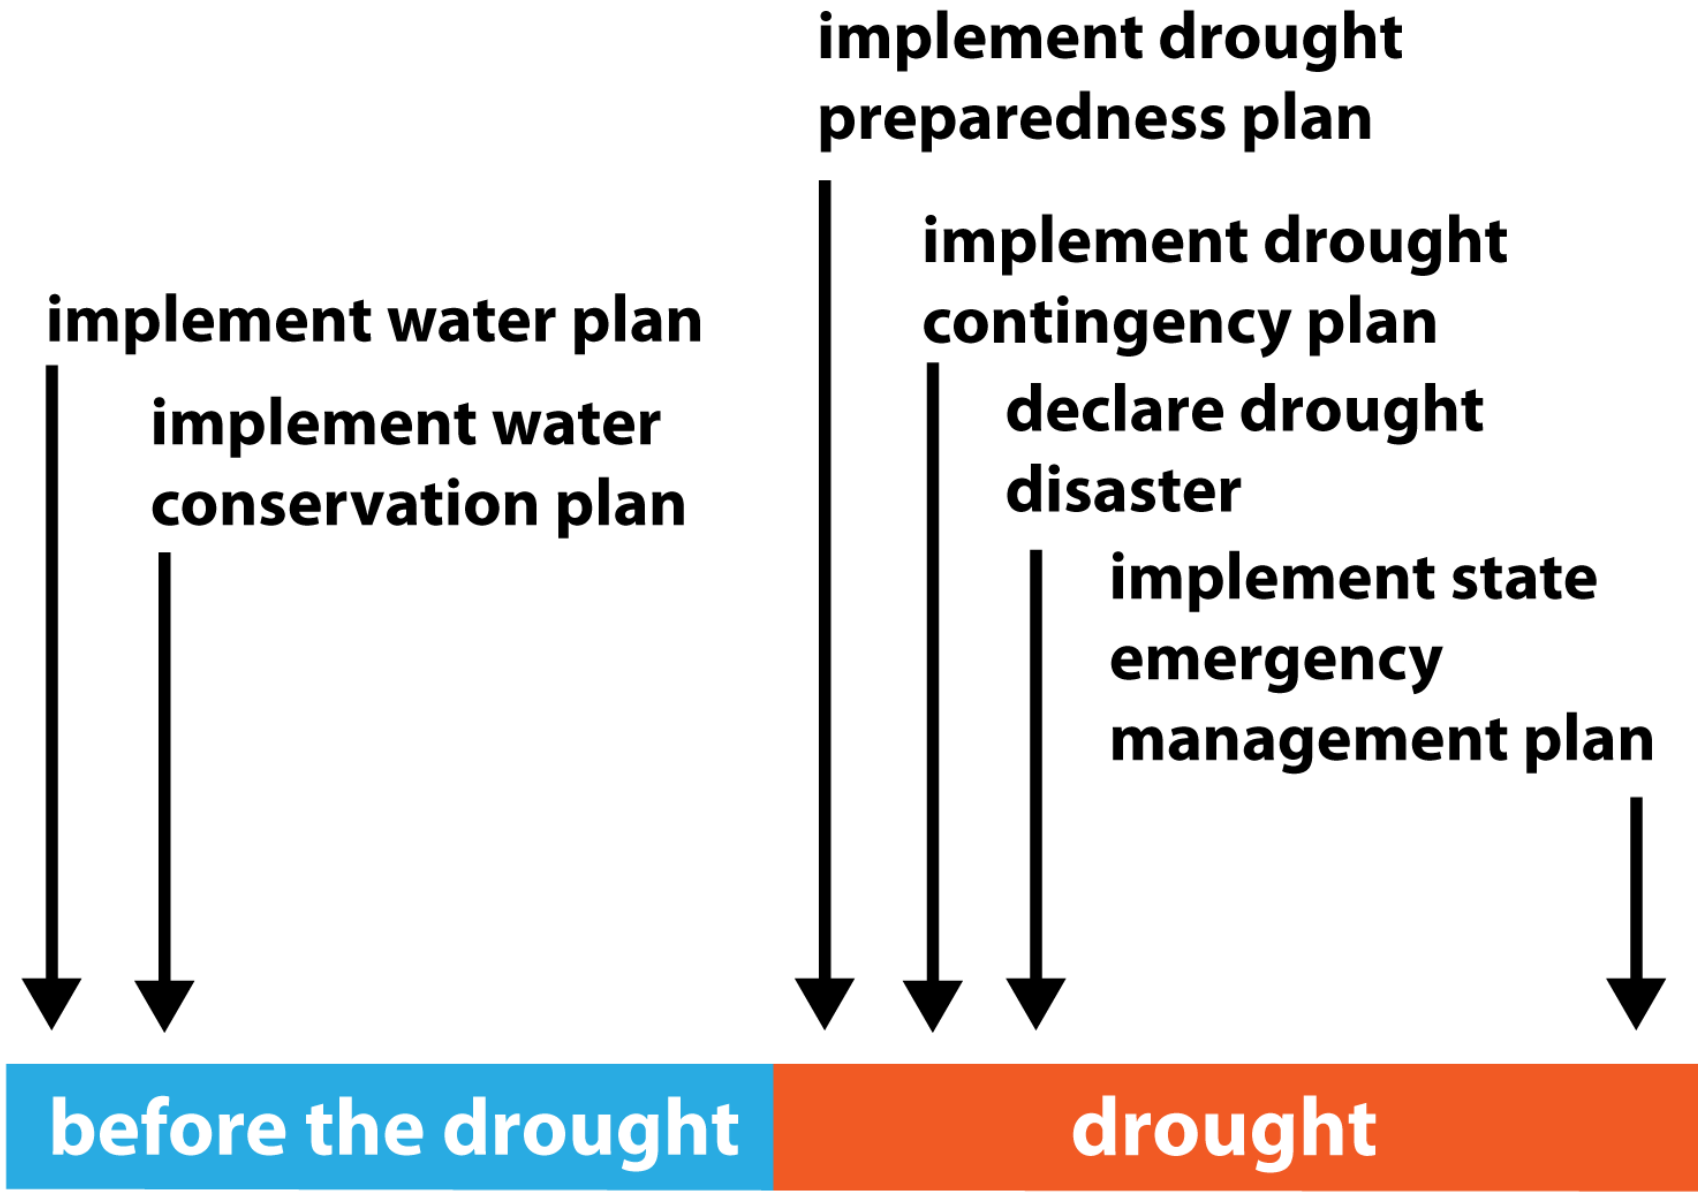 implement drought
preparedness plan
implement drought
contingency plan
implement water plan
declare drought
disaster
implement water
conservation plan
implement state
emergency
management plan
before the drought
drought